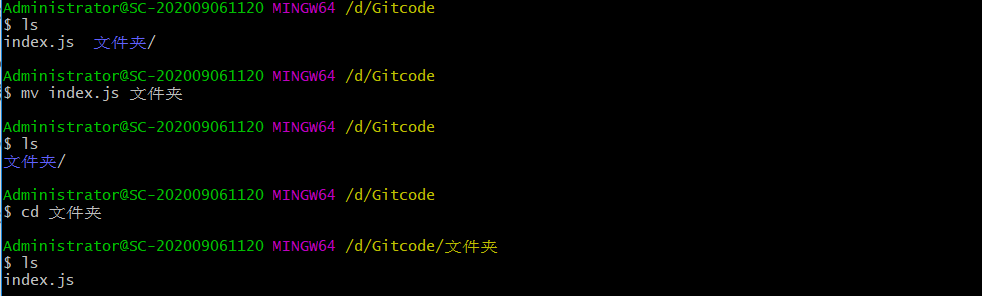 Administrator@SC-202009061120 MINGW64 /d/Gitcode
$ ls
index.js  文件夹/
Administrator@SC-202009061120 MINGW64 /d/Gitcode
$ mv index.js 文件夹
Administrator@SC-202009061120 MINGW64 /d/Gitcode
$ ls
文件夹/
Administrator@SC-202009061120 MINGW64 /d/Gitcode
$ cd 文件夹
Administrator@SC-202009061120 MINGW64 /d/Gitcode/文件夹
$ ls
index.js